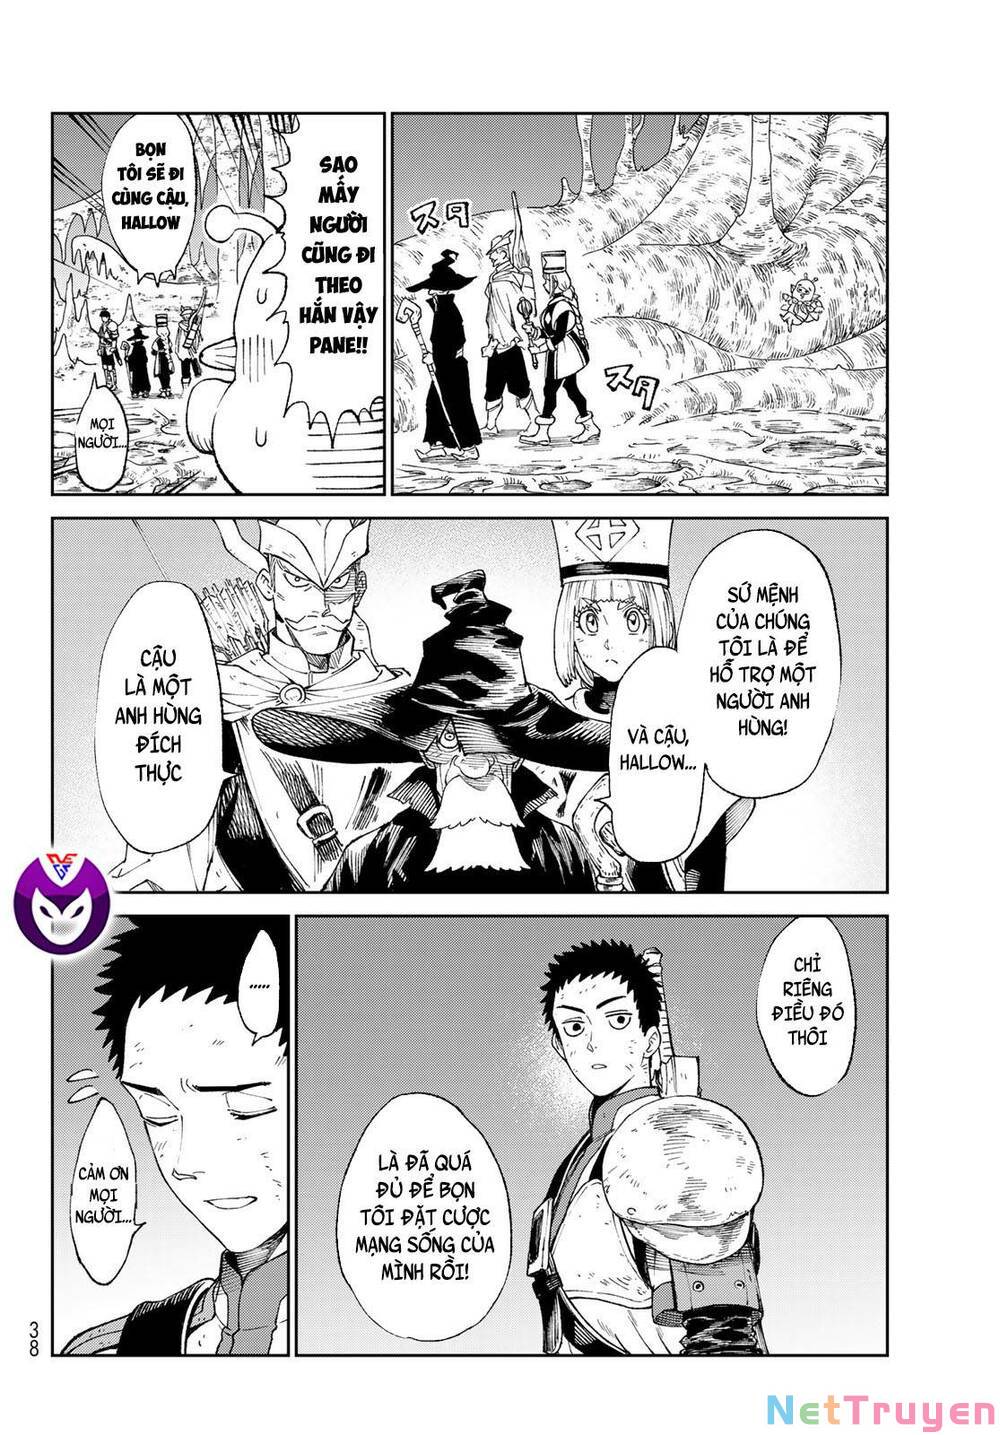 スタ
スタ
SAO
MẤY
NGƯỜI
CŨNG ĐI
THEO
HẮN VẬY
PANE!!
BỌN
TÔI SẼ ĐI
CÙNG CẬU,
HALLOW
MỌI
NGƯỜI...
SỨ MỆNH
CỦA CHÚNG
TÔI LÀ ĐỂ
HỖ TRỢ MỘT
NGƯỜI ANH
HÙNG!
VÀ CẬU,
HALLOW...
CẬU
LÀ MỘT
ANH HÙNG
ĐÍCH
THỰC
CHỈ
RIÊNG
ĐIỀU ĐÓ
THÔI
LÀ ĐÃ QUÁ
ĐỦ ĐỂ BỌN
TÔI ĐẶT CƯỢC
MẠNG SỐNG CỦA
MÌNH RỒI!
......
CẢM ƠN
MỌI
NGƯỜI...
38
NetTruyen